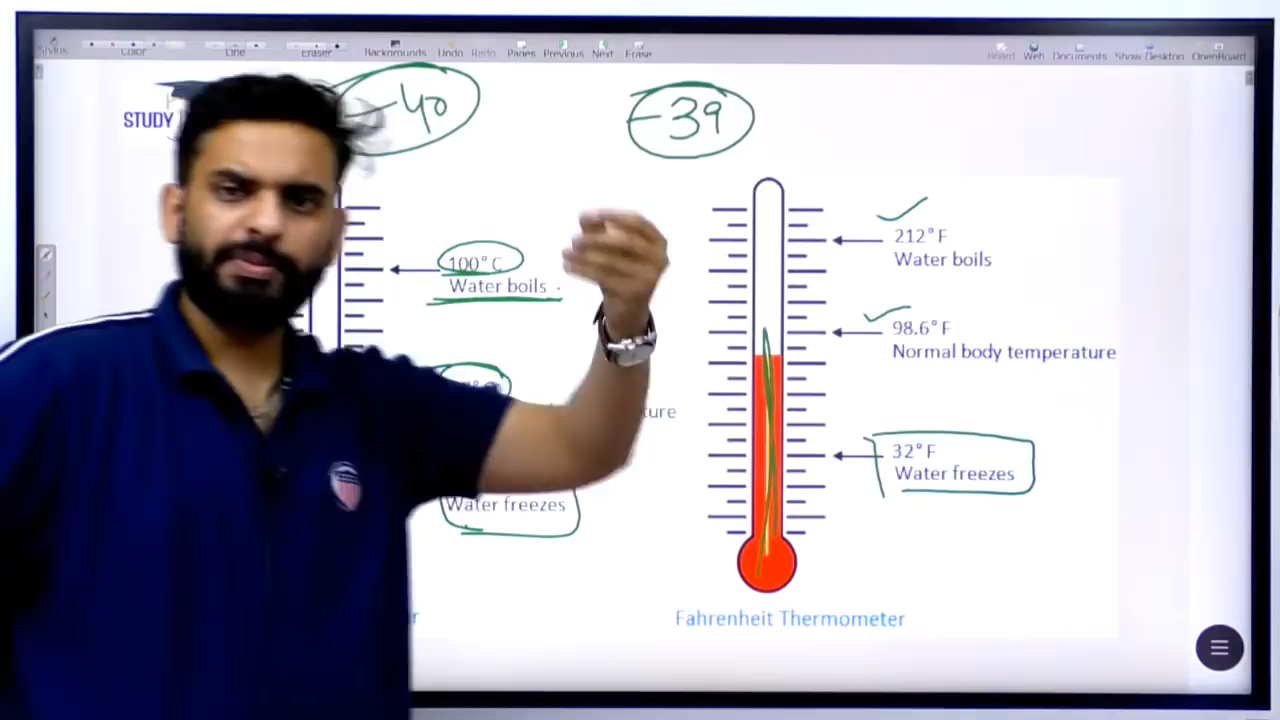 Stylus
Color
Line
Eraser
Backgrounds
Undo
Redo
Pages
Previous
Next
Erase
Board
Web
Documents
Show Desktop
OpenBoard
STUDY
-40
-39
100°C
Water boils
212°F
Water boils
98.6°F
Normal body temperature
32°F
Water freezes
Water freezes
Fahrenheit Thermometer